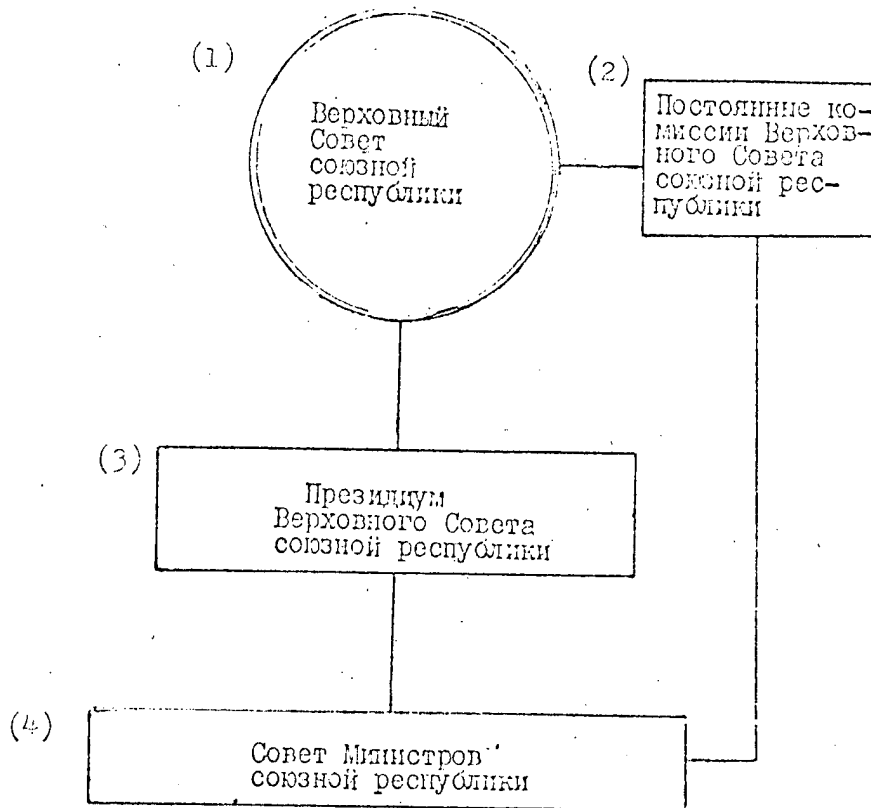 (1)
Верховный
Совет
союзной
республики
(2)
Постоянные ко-
миссии Верхов-
ного Совета
союзной рес-
публики
(3)
Президиум
Верховного Совета
союзной республики
(4)
Совет Министров
союзной республики